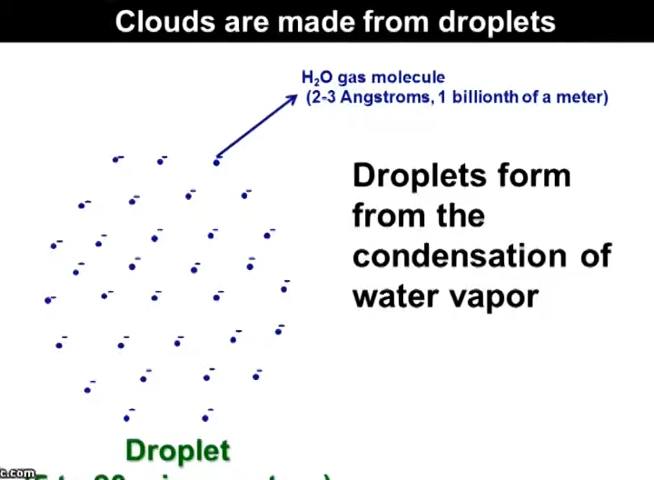 Clouds are made from droplets
H₂O gas molecule
(2-3 Angstroms, 1 billionth of a meter)
Droplets form
from the
condensation of
water vapor
Droplet
c.com